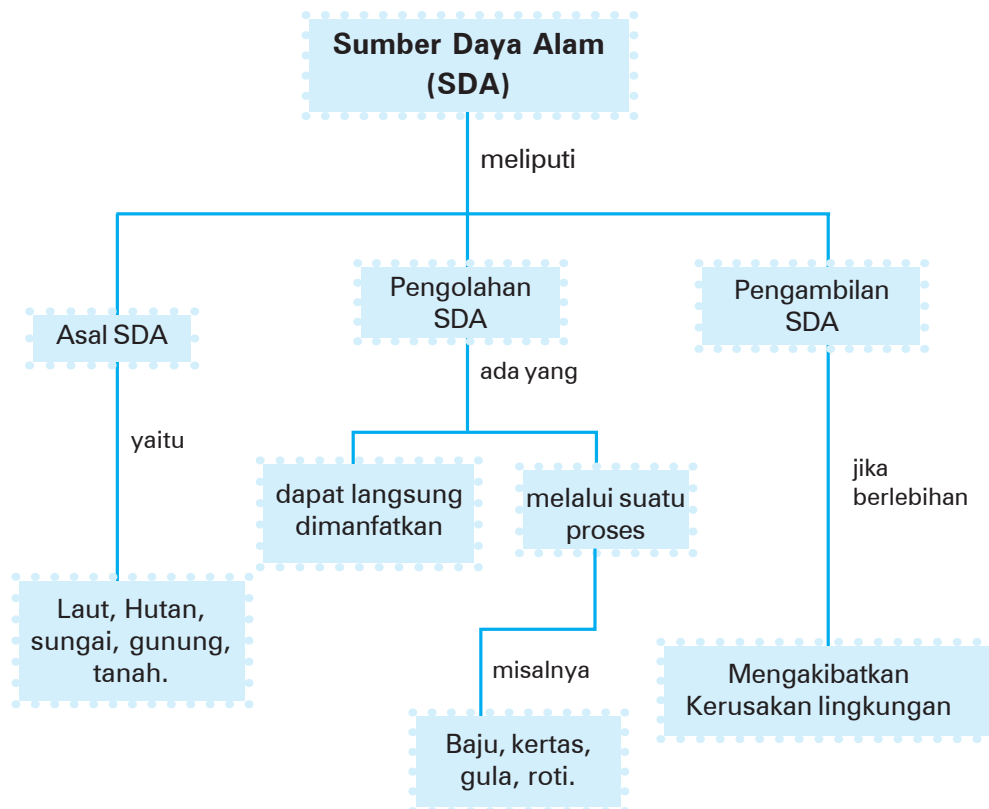 Sumber Daya Alam
(SDA)
meliputi
Asal SDA
yaitu
Laut, Hutan,
sungai, gunung,
tanah.
Pengolahan
SDA
ada yang
dapat langsung
dimanfatkan
melalui suatu
proses
misalnya
Baju, kertas,
gula, roti.
Pengambilan
SDA
jika
berlebihan
Mengakibatkan
Kerusakan lingkungan